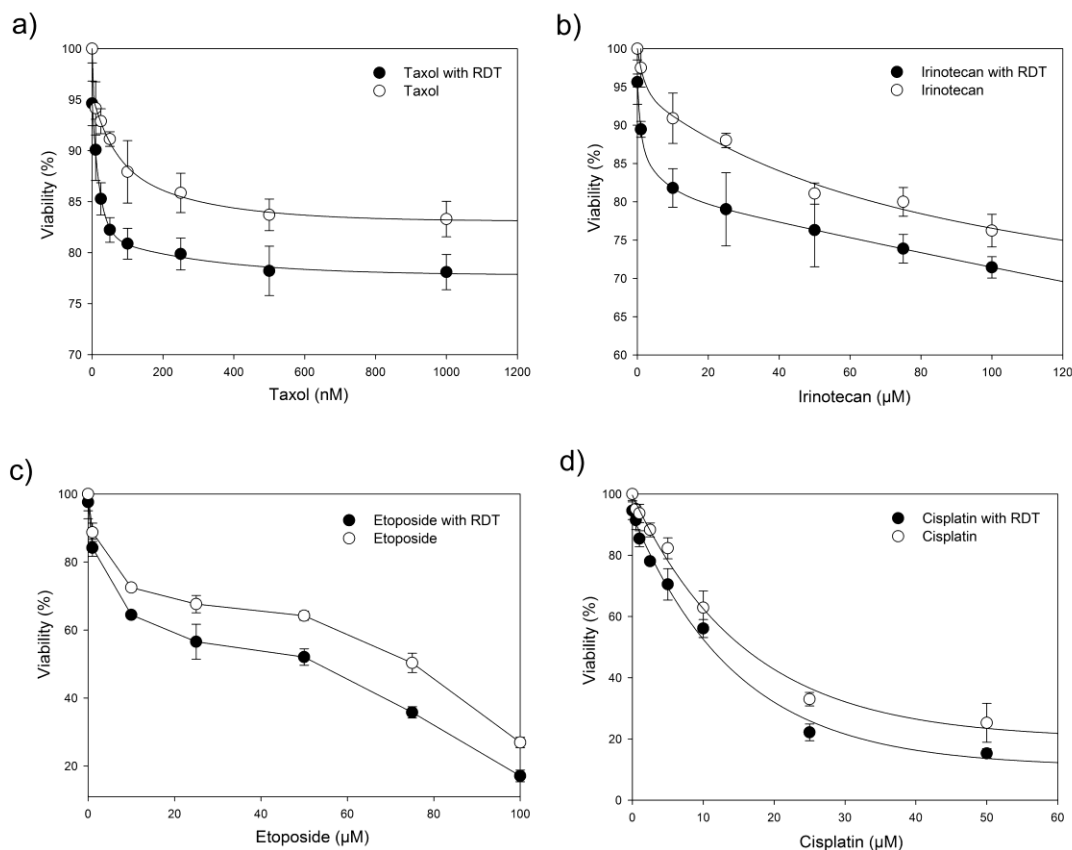 a)
100
95
90
85
80
75
70
Viability (%)
Taxol with RDT
Taxol
0 200 400 600 800 1000 1200
Taxol (nM)
b)
100
95
90
85
80
75
70
65
60
Viability (%)
Irinotecan with RDT
Irinotecan
0 20 40 60 80 100 120
Irinotecan (µM)
c)
100
80
60
40
20
Viability (%)
Etoposide with RDT
Etoposide
0 20 40 60 80 100
Etoposide (µM)
d)
100
80
60
40
20
0
Viability (%)
Cisplatin with RDT
Cisplatin
0 10 20 30 40 50 60
Cisplatin (µM)